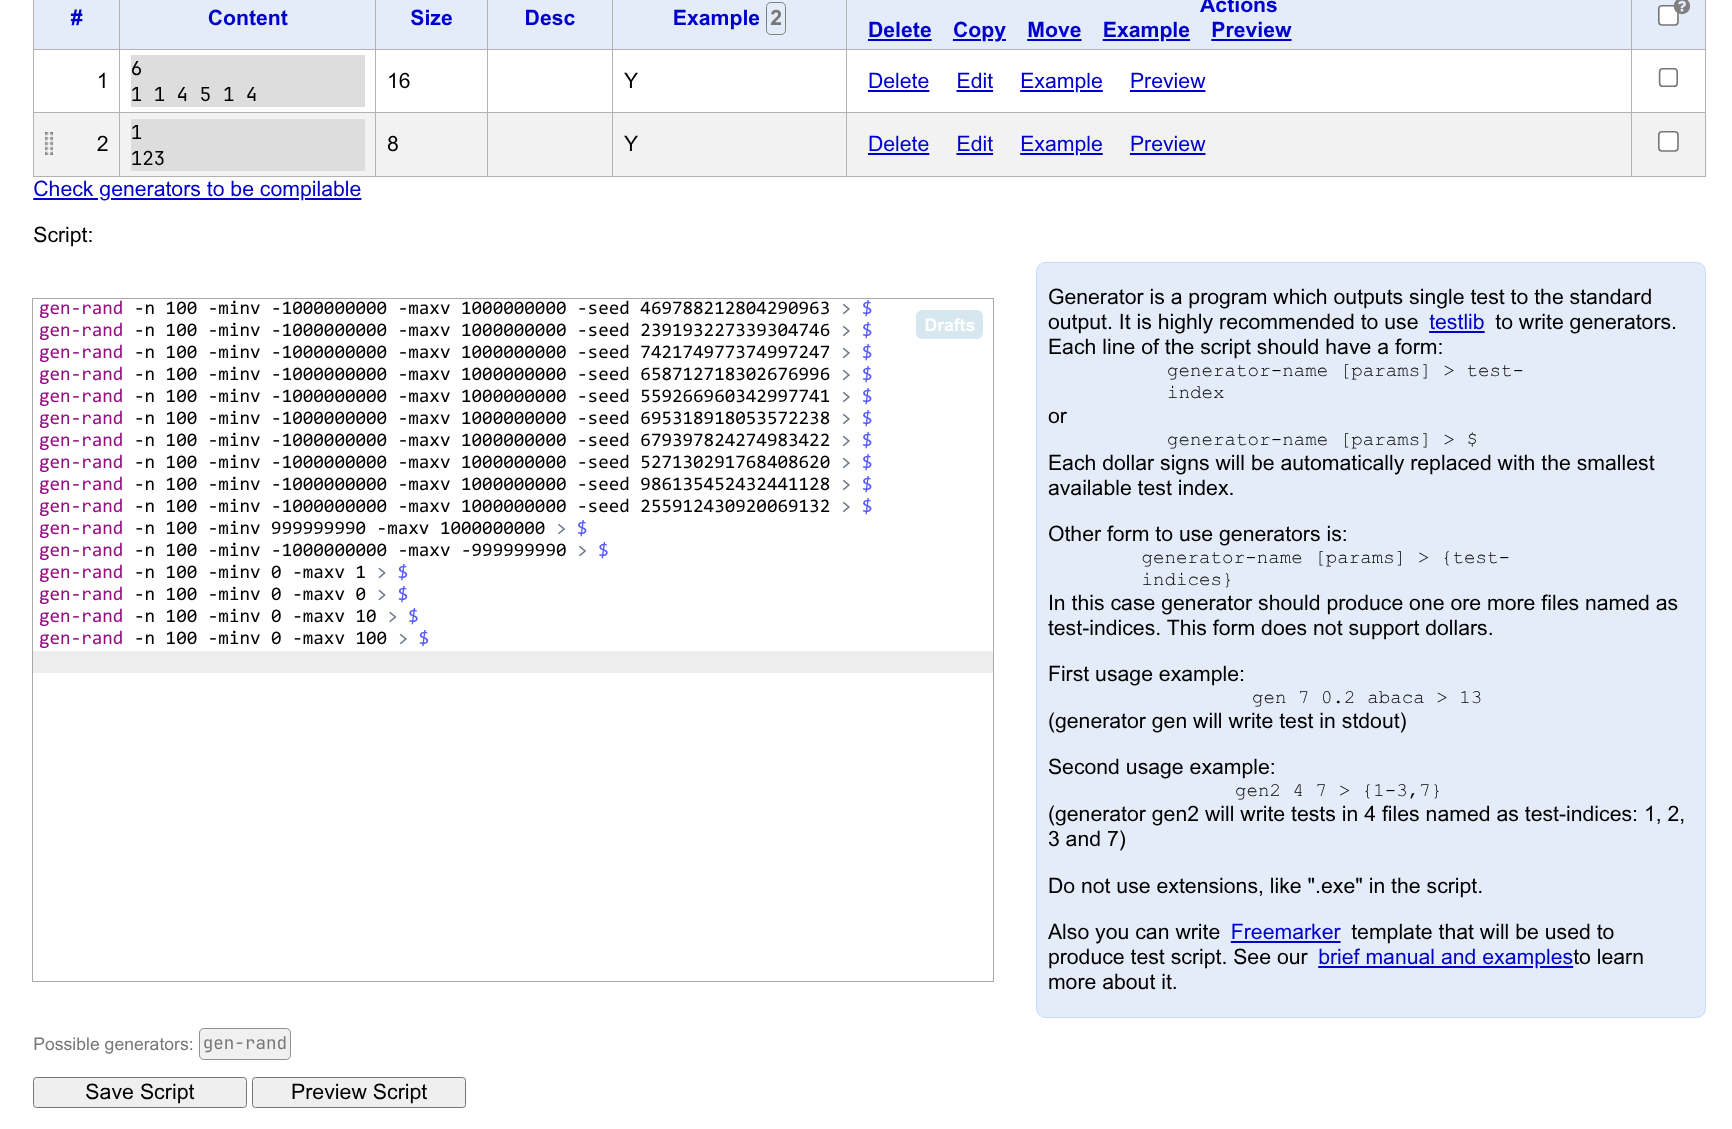 # Content Size Desc Example 2 Actions ?
Delete Copy Move Example Preview
1 6 16 Y Delete Edit Example Preview
1 1 4 5 1 4
2 1 8 Y Delete Edit Example Preview
123
Check generators to be compilable
Script:
gen-rand -n 100 -minv -1000000000 -maxv 1000000000 -seed 469788212804290963 > $
gen-rand -n 100 -minv -1000000000 -maxv 1000000000 -seed 239193227339304746 > $
gen-rand -n 100 -minv -1000000000 -maxv 1000000000 -seed 742174977374997247 > $
gen-rand -n 100 -minv -1000000000 -maxv 1000000000 -seed 658712718302676996 > $
gen-rand -n 100 -minv -1000000000 -maxv 1000000000 -seed 559266960342997741 > $
gen-rand -n 100 -minv -1000000000 -maxv 1000000000 -seed 695318918053572238 > $
gen-rand -n 100 -minv -1000000000 -maxv 1000000000 -seed 679397824274983422 > $
gen-rand -n 100 -minv -1000000000 -maxv 1000000000 -seed 527130291768408620 > $
gen-rand -n 100 -minv -1000000000 -maxv 1000000000 -seed 986135452432441128 > $
gen-rand -n 100 -minv -1000000000 -maxv 1000000000 -seed 255912430920069132 > $
gen-rand -n 100 -minv 999999990 -maxv 1000000000 > $
gen-rand -n 100 -minv -1000000000 -maxv -999999990 > $
gen-rand -n 100 -minv 0 -maxv 1 > $
gen-rand -n 100 -minv 0 -maxv 0 > $
gen-rand -n 100 -minv 0 -maxv 10 > $
gen-rand -n 100 -minv 0 -maxv 100 > $
Drafts
Generator is a program which outputs single test to the standard
output. It is highly recommended to use testlib to write generators.
Each line of the script should have a form:
generator-name [params] > test-
index
or
generator-name [params] > $
Each dollar signs will be automatically replaced with the smallest
available test index.
Other form to use generators is:
generator-name [params] > {test-
indices}
In this case generator should produce one ore more files named as
test-indices. This form does not support dollars.
First usage example:
gen 7 0.2 abaca > 13
(generator gen will write test in stdout)
Second usage example:
gen2 4 7 > {1-3,7}
(generator gen2 will write tests in 4 files named as test-indices: 1, 2,
3 and 7)
Do not use extensions, like ".exe" in the script.
Also you can write Freemarker template that will be used to
produce test script. See our brief manual and examplesto learn
more about it.
Possible generators: gen-rand
Save Script Preview Script